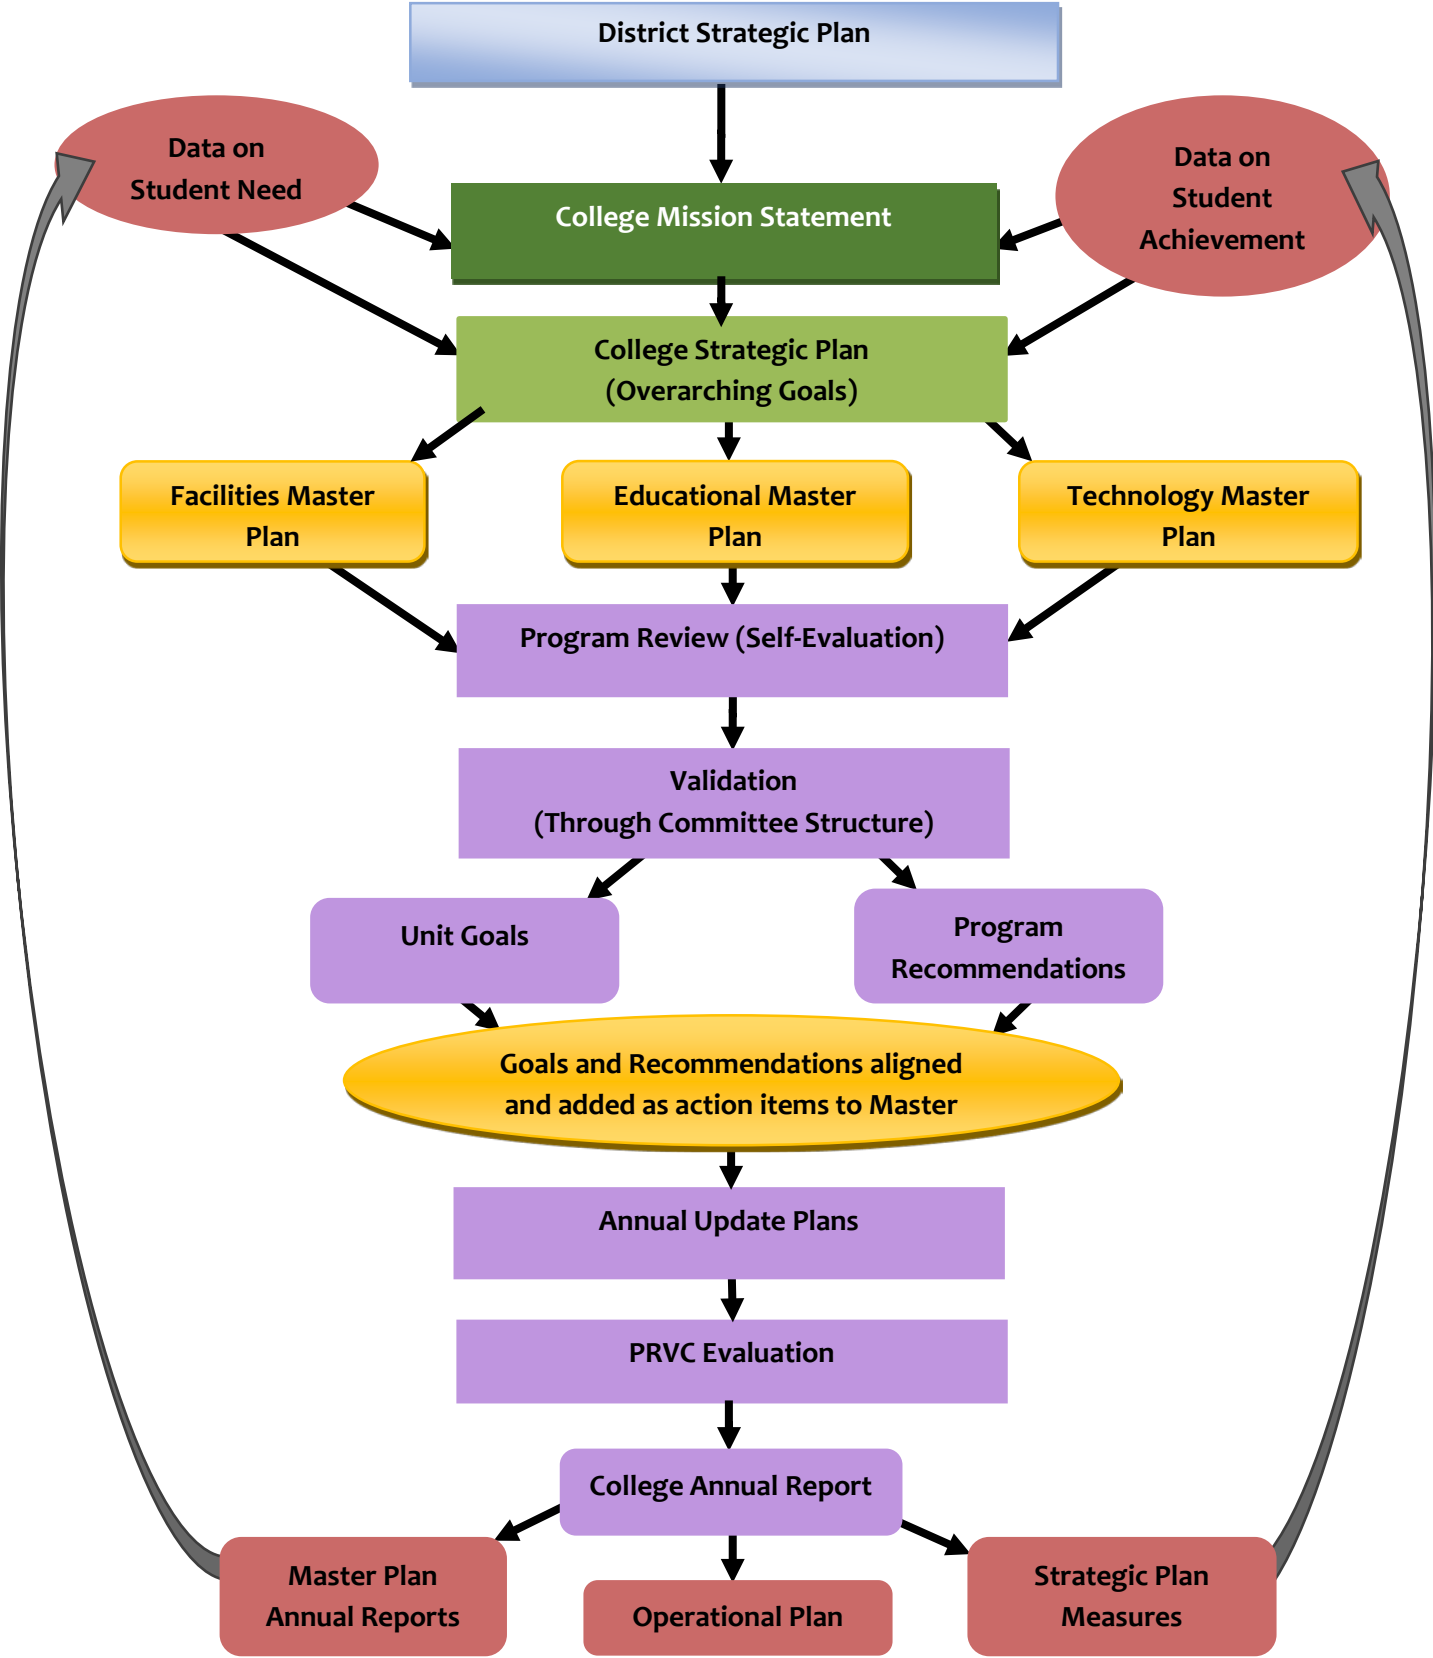 District Strategic Plan
Data on
Student Need
Data on
Student
Achievement
College Mission Statement
College Strategic Plan
(Overarching Goals)
Facilities Master
Plan
Educational Master
Plan
Technology Master
Plan
Program Review (Self-Evaluation)
Validation
(Through Committee Structure)
Unit Goals
Program
Recommendations
Goals and Recommendations aligned
and added as action items to Master
Annual Update Plans
PRVC Evaluation
College Annual Report
Master Plan
Annual Reports
Operational Plan
Strategic Plan
Measures